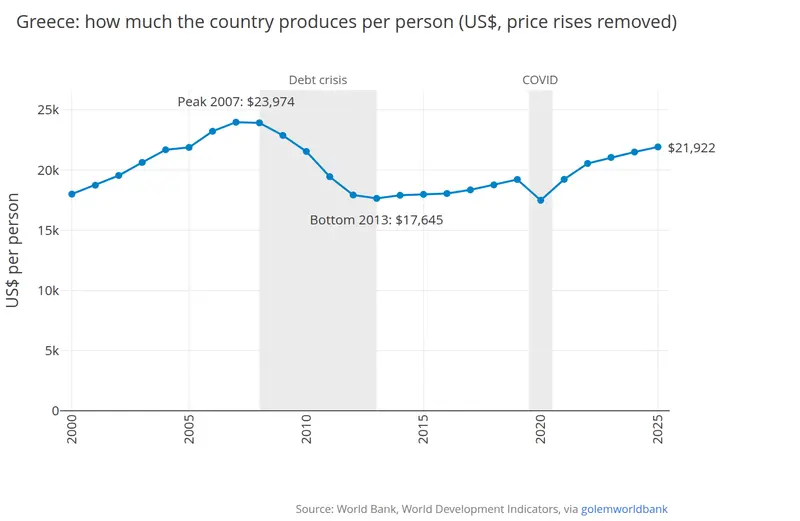 Greece: how much the country produces per person (US$, price rises removed)
Debt crisis
COVID
Peak 2007: $23,974
$21,922
Bottom 2013: $17,645
US$ per person
25k
20k
15k
10k
5k
0
2000
2005
2010
2015
2020
2025
Source: World Bank, World Development Indicators, via golemworldbank